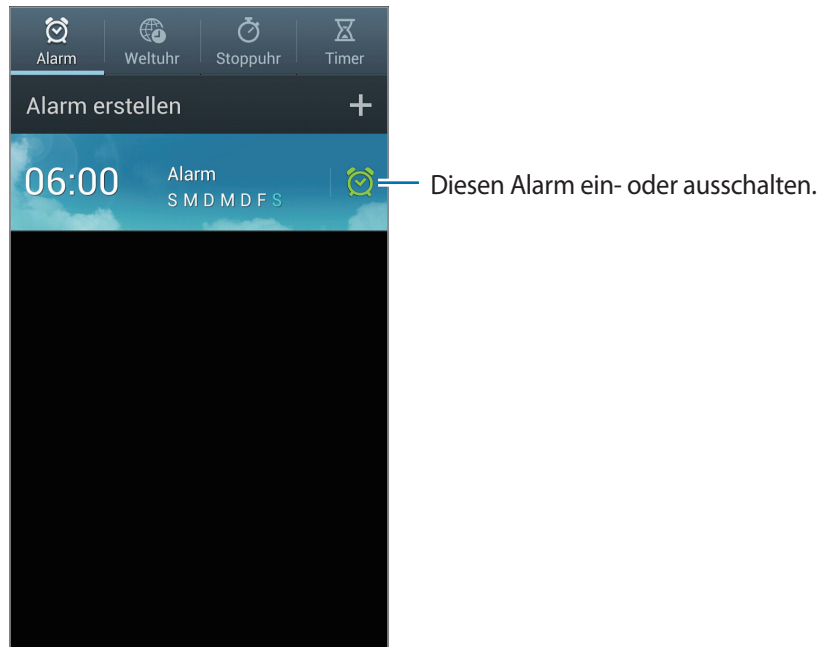 Alarm Weltuhr Stoppuhr Timer
Alarm erstellen
06:00
Alarm
S M D M D F S
Diesen Alarm ein- oder ausschalten.